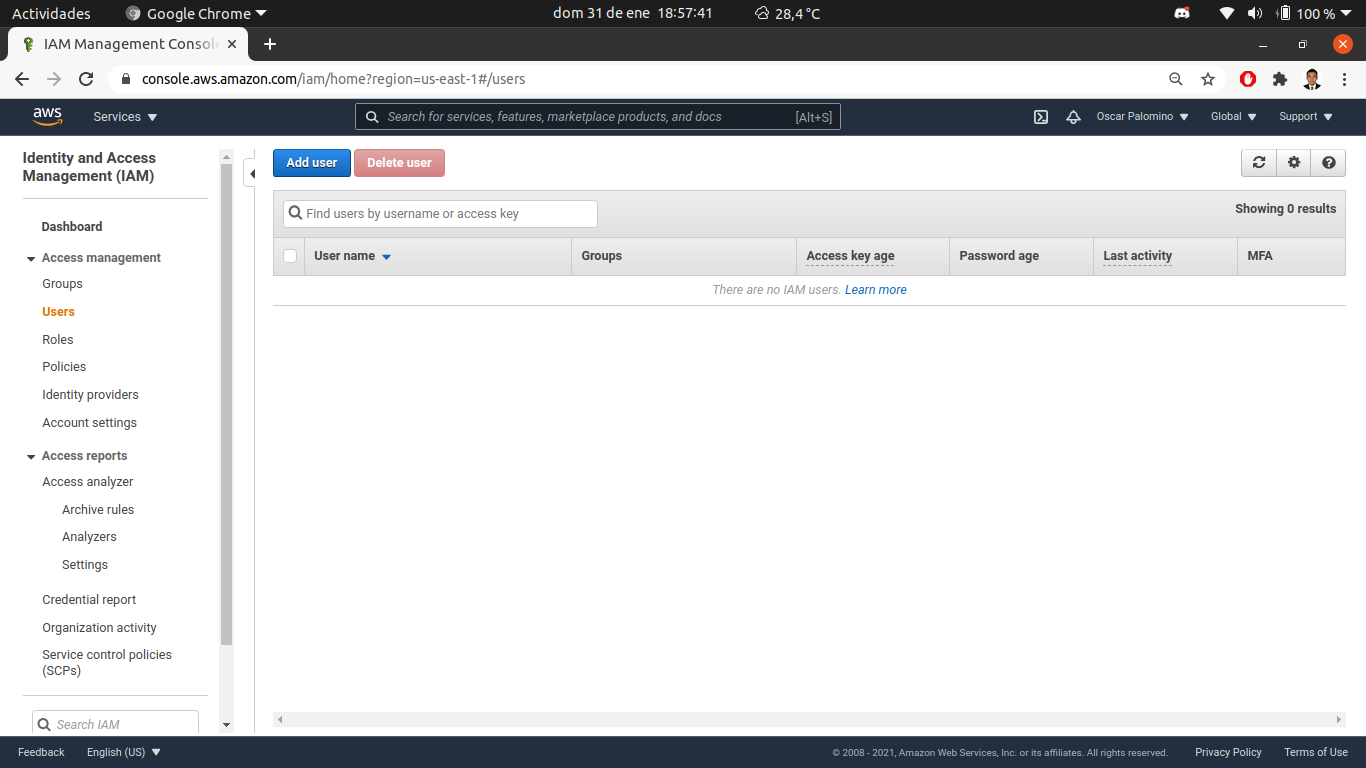 Actividades Google Chrome dom 31 de ene 18:57:41 28,4 °C 100 %
IAM Management Consol
console.aws.amazon.com/iam/home?region=us-east-1#/users
aws Services Search for services, features, marketplace products, and docs [Alt+S] Oscar Palomino Global Support
Identity and Access
Management (IAM)
Dashboard
Access management
Groups
Users
Roles
Policies
Identity providers
Account settings
Access reports
Access analyzer
Archive rules
Analyzers
Settings
Credential report
Organization activity
Service control policies
(SCPs)
Search IAM
Add user Delete user
Find users by username or access key Showing 0 results
User name Groups Access key age Password age Last activity MFA
There are no IAM users. Learn more
Feedback English (US) © 2008 - 2021, Amazon Web Services, Inc. or its affiliates. All rights reserved. Privacy Policy Terms of Use